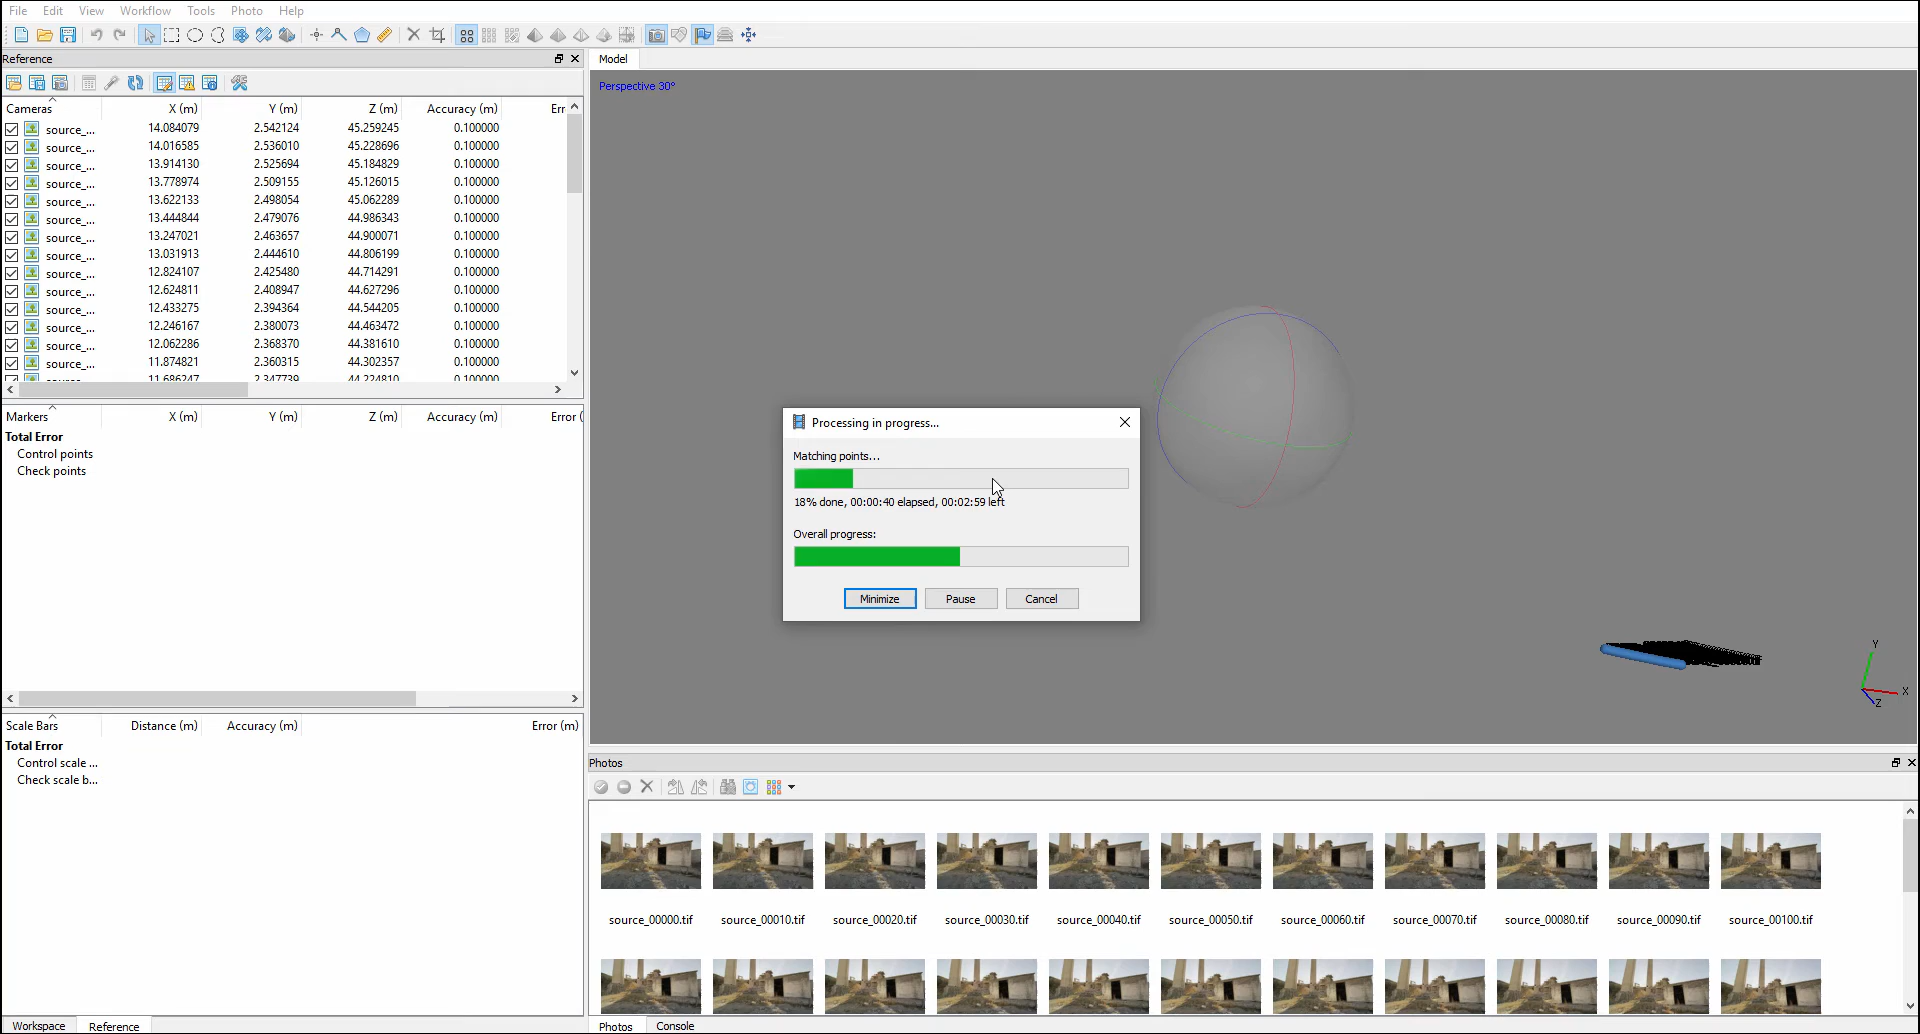 File Edit View Workflow Tools Photo Help
Reference
Model
Perspective 30°
Cameras X (m) Y (m) Z (m) Accuracy (m) Err
source_... 14.084079 2.542124 45.259245 0.100000
source_... 14.016585 2.536010 45.228696 0.100000
source_... 13.914130 2.525694 45.184829 0.100000
source_... 13.778974 2.509155 45.126015 0.100000
source_... 13.622133 2.498054 45.062289 0.100000
source_... 13.444844 2.479076 44.986343 0.100000
source_... 13.247021 2.463657 44.900071 0.100000
source_... 13.031913 2.444610 44.806199 0.100000
source_... 12.824107 2.425480 44.714291 0.100000
source_... 12.624811 2.408947 44.627296 0.100000
source_... 12.433275 2.394364 44.544205 0.100000
source_... 12.246167 2.380073 44.463472 0.100000
source_... 12.062286 2.368370 44.381610 0.100000
source_... 11.874821 2.360315 44.302357 0.100000
11.686247 2.347739 44.224810 0.100000
Markers X (m) Y (m) Z (m) Accuracy (m) Error (
Total Error
Control points
Check points
Scale Bars Distance (m) Accuracy (m) Error (m)
Total Error
Control scale ...
Check scale b...
Workspace Reference
Processing in progress...
Matching points...
18% done, 00:00:40 elapsed, 00:02:59 left
Overall progress:
Minimize Pause Cancel
Y
X
Z
Photos
source_00000.tif source_00010.tif source_00020.tif source_00030.tif source_00040.tif source_00050.tif source_00060.tif source_00070.tif source_00080.tif source_00090.tif source_00100.tif
Photos Console